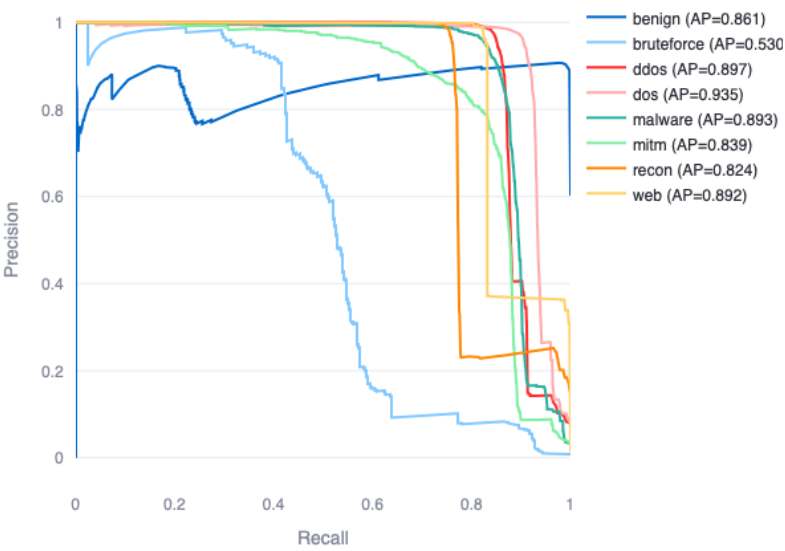 1
0.8
0.6
0.4
0.2
0
0
0.2
0.4
0.6
0.8
1
Precision
Recall
benign (AP=0.861)
bruteforce (AP=0.530
ddos (AP=0.897)
dos (AP=0.935)
malware (AP=0.893)
mitm (AP=0.839)
recon (AP=0.824)
web (AP=0.892)